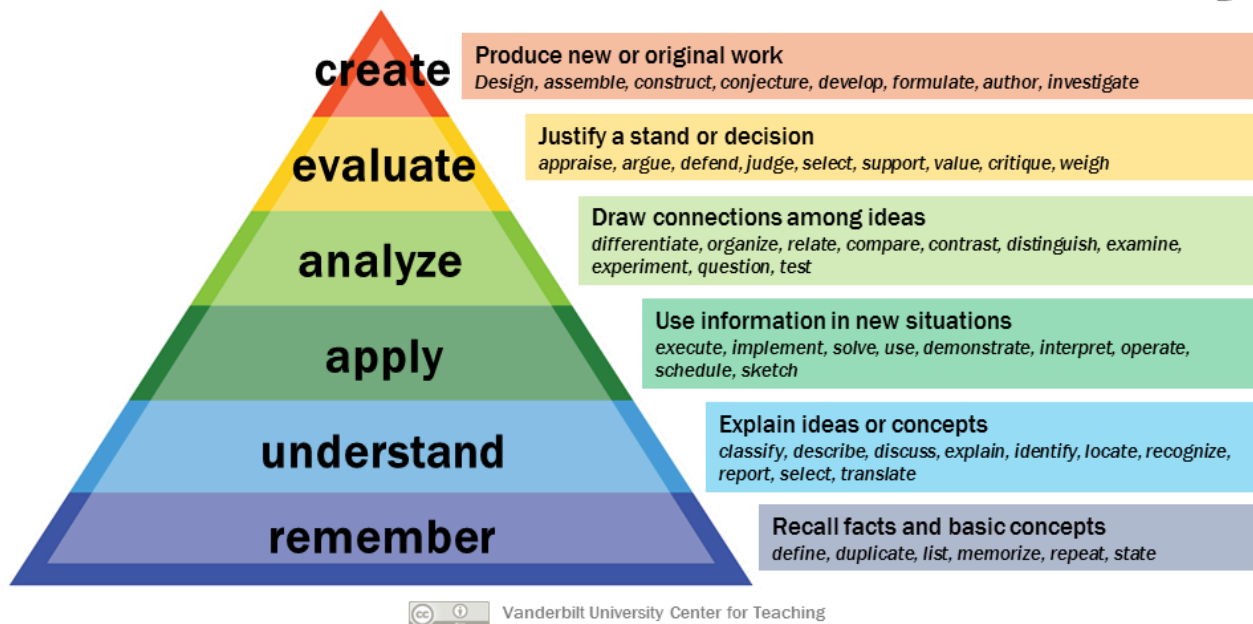 create
Produce new or original work
Design, assemble, construct, conjecture, develop, formulate, author, investigate
evaluate
Justify a stand or decision
appraise, argue, defend, judge, select, support, value, critique, weigh
analyze
Draw connections among ideas
differentiate, organize, relate, compare, contrast, distinguish, examine,
experiment, question, test
apply
Use information in new situations
execute, implement, solve, use, demonstrate, interpret, operate,
schedule, sketch
understand
Explain ideas or concepts
classify, describe, discuss, explain, identify, locate, recognize,
report, select, translate
remember
Recall facts and basic concepts
define, duplicate, list, memorize, repeat, state
cc Vanderbilt University Center for Teaching